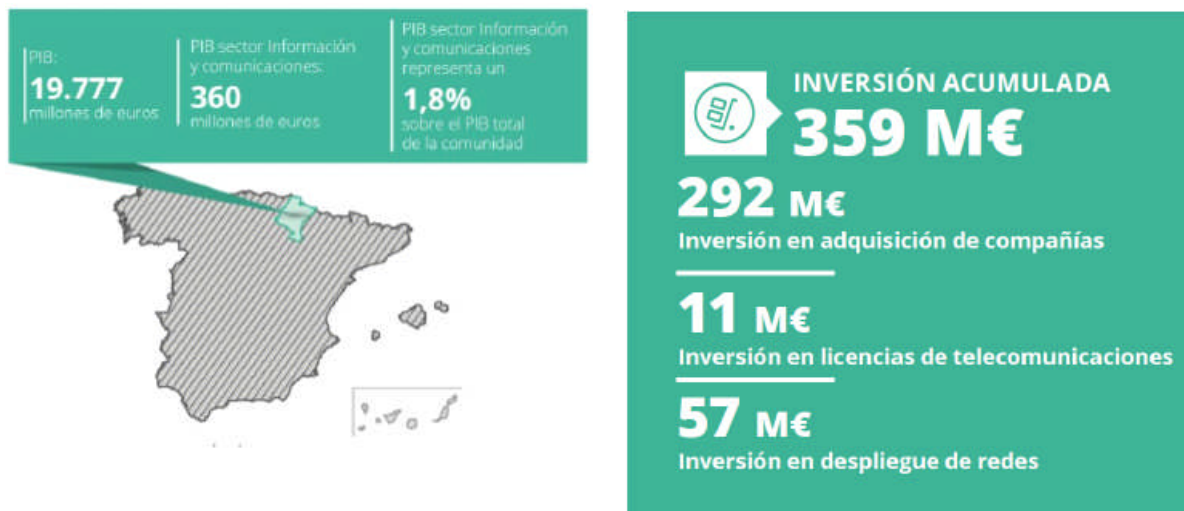 PIB:
19.777
millones de euros
PIB sector Información
y comunicaciones:
360
millones de euros
PIB sector Información
y comunicaciones
representa un
1,8%
sobre el PIB total
de la comunidad
INVERSIÓN ACUMULADA
359 M€
292 M€
Inversión en adquisición de compañías
11 M€
Inversión en licencias de telecomunicaciones
57 M€
Inversión en despliegue de redes